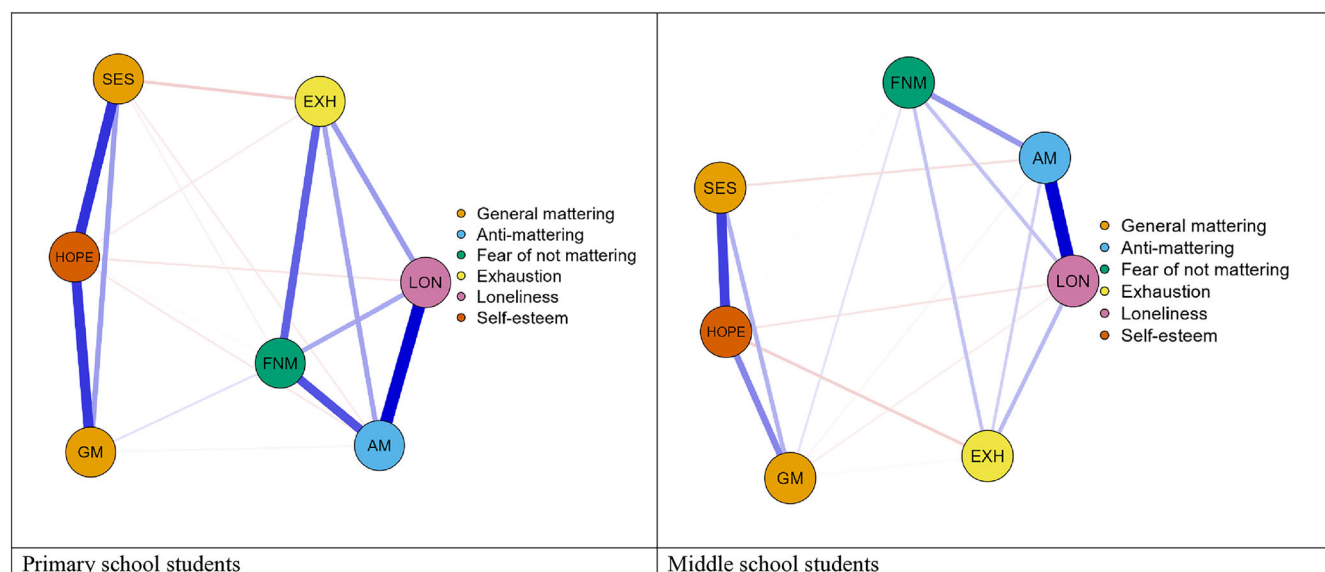 SES
EXH
HOPE
LON
FNM
GM
AM
General mattering
Anti-mattering
Fear of not mattering
Exhaustion
Loneliness
Self-esteem
Primary school students
FNM
AM
SES
LON
HOPE
EXH
GM
General mattering
Anti-mattering
Fear of not mattering
Exhaustion
Loneliness
Self-esteem
Middle school students